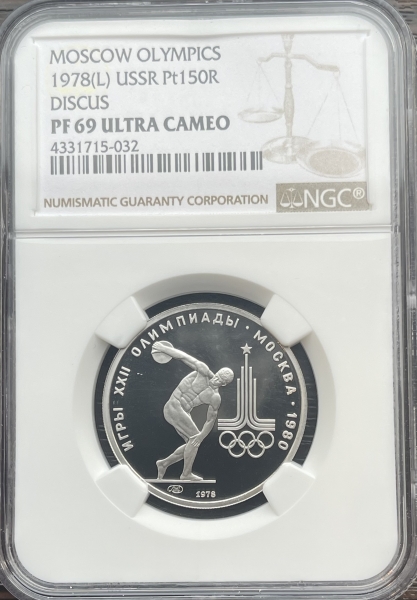 MOSCOW OLYMPICS
1978(L) USSR Pt150R
DISCUS
PF 69 ULTRA CAMEO
4331715-032
NUMISMATIC GUARANTY CORPORATION
NGC®
ИГРЫ XXII ОЛИМПИАДЫ • МОСКВА • 1980
1978